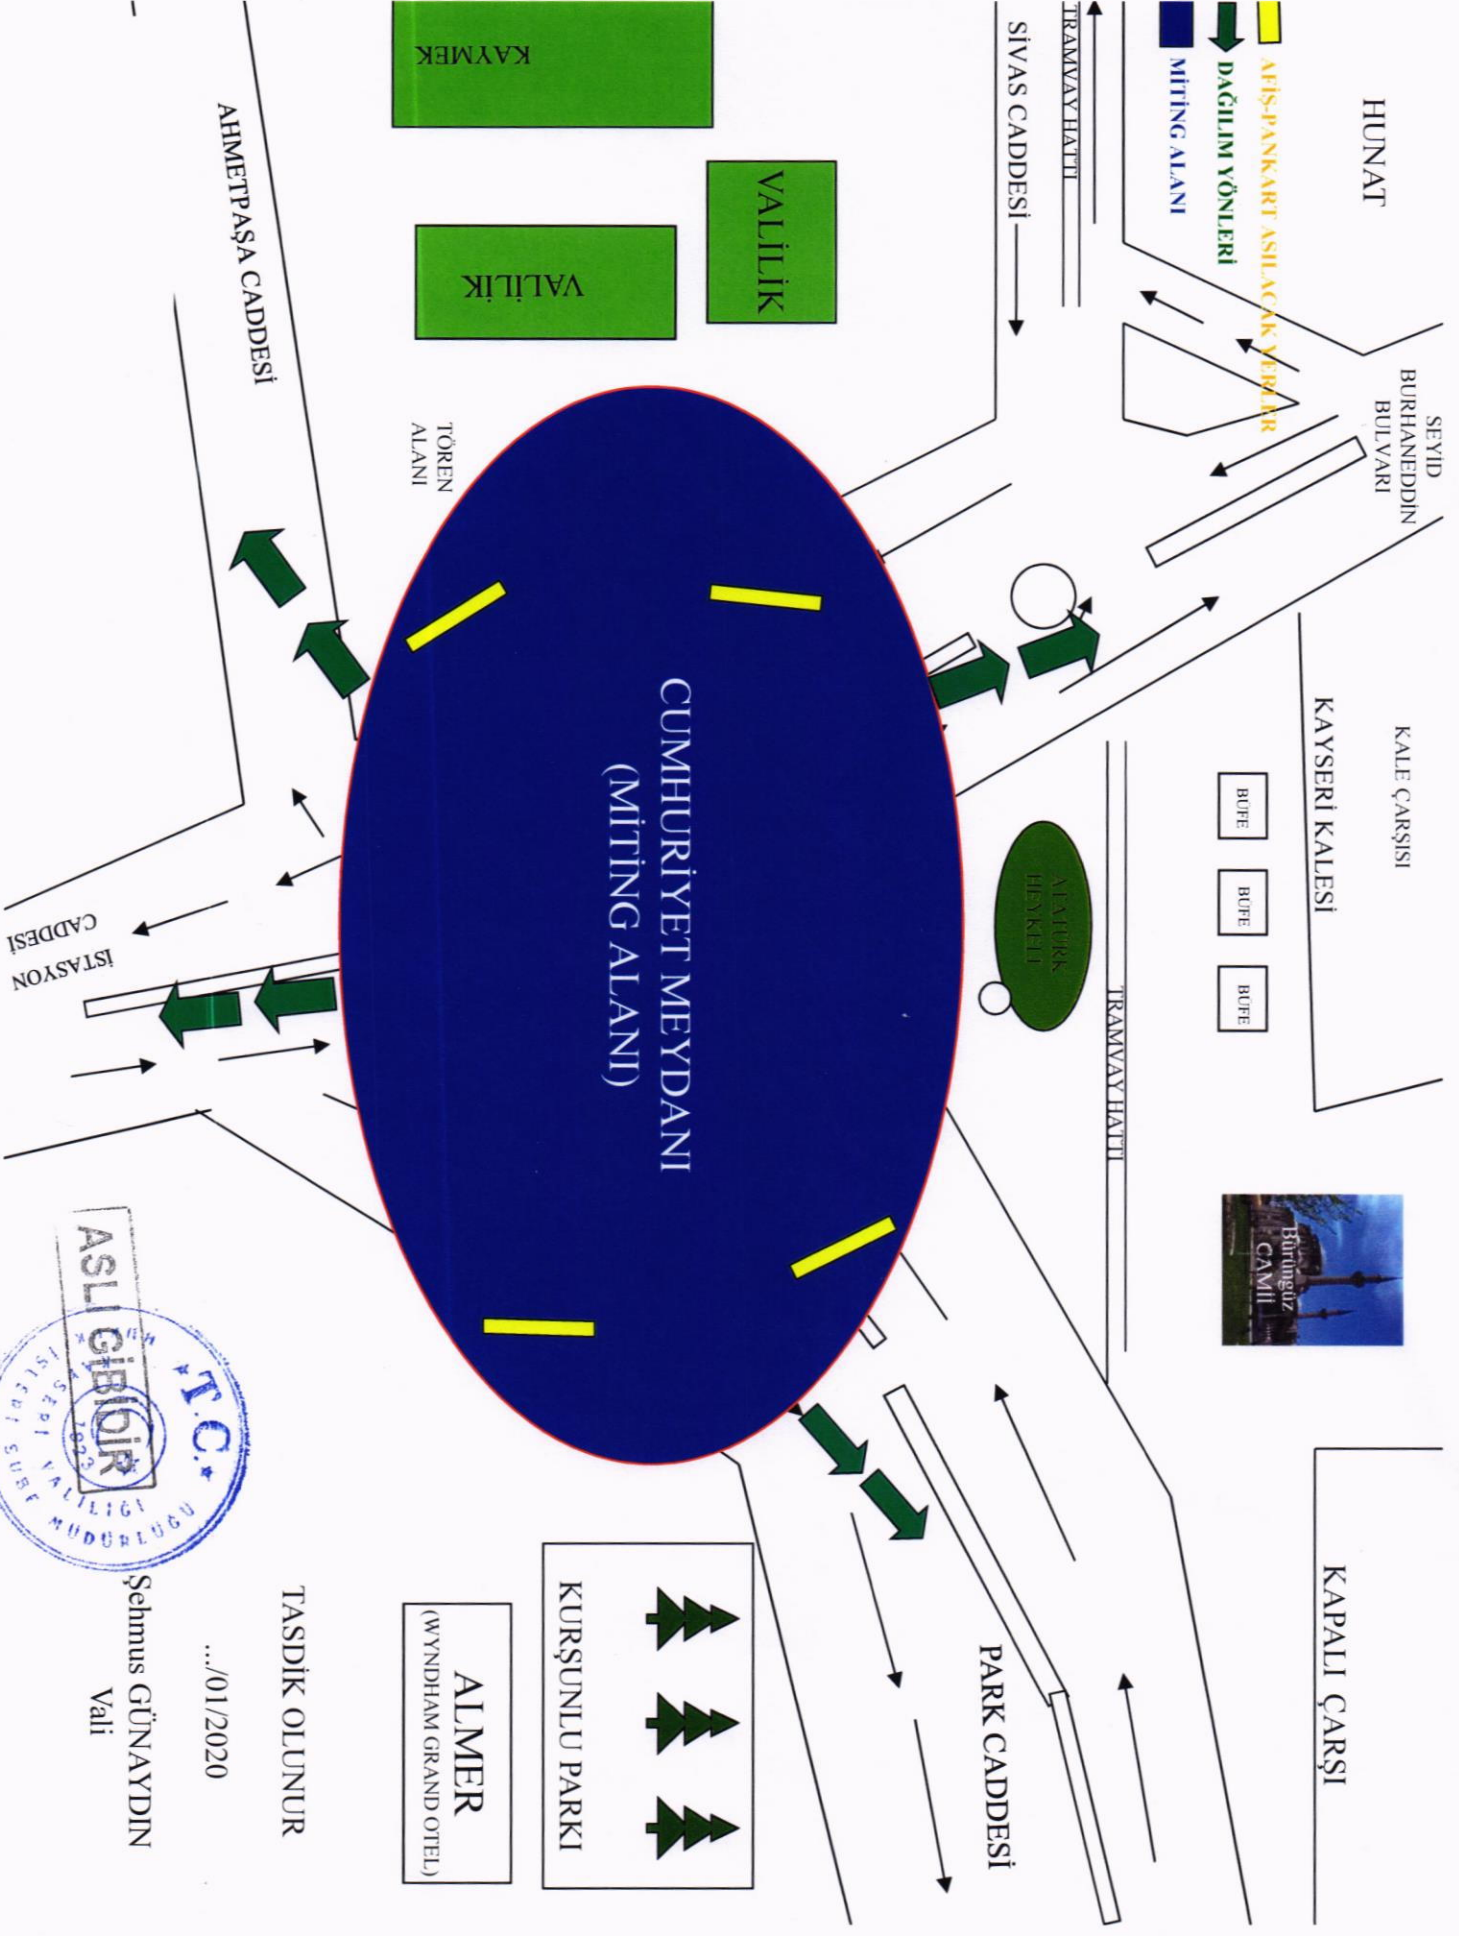 HUNAT
AFİŞ-PANKART ASILACAK YERLER
DAĞILIM YÖNLERİ
MİTİNG ALANI
TRAMVAY HATTI
SİVAS CADDESİ
SEYİD
BURHANEDDİN
BULVARI
KALE ÇARŞISI
KAYSERİ KALESİ
BÜFE
BÜFE
BÜFE
TRAMVAY HATTI
ATATÜRK
HEYKELİ
Bürüngüz
CAMİİ
KAPALI ÇARŞI
PARK CADDESİ
VALİLİK
VALİLİK
KAYMEK
TÖREN
ALANI
CUMHURİYET MEYDANI
(MİTİNG ALANI)
AHMETPAŞA CADDESİ
İSTASYON
CADDESİ
KURŞUNLU PARKI
ALMER
(WYNDHAM GRAND OTEL)
TASDİK OLUNUR
.../01/2020
Şehmus GÜNAYDIN
Vali
ASLI GİBİDİR
T.C.
VALİLİĞİ
MÜDÜRLÜĞÜ
1923